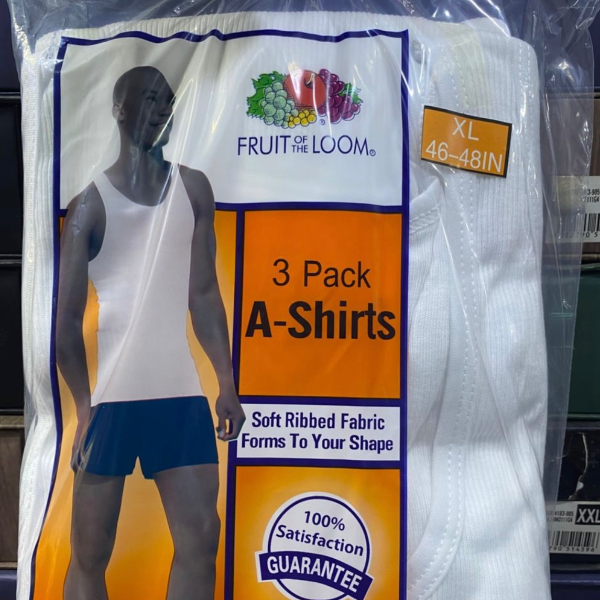 FRUIT OF THE LOOM®
XL
46-48IN
3 Pack
A-Shirts
Soft Ribbed Fabric
Forms To Your Shape
100%
Satisfaction
GUARANTEE
XXL